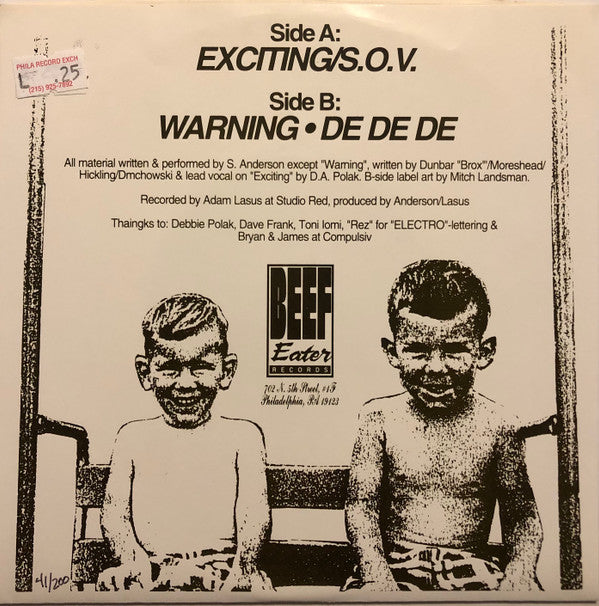 Side A:
EXCITING/S.O.V.
PHILA RECORD EXCH
L .25
(215) 925-7892
Side B:
WARNING • DE DE DE
All material written & performed by S. Anderson except "Warning", written by Dunbar "Brox"/Moreshead/
Hickling/Dmchowski & lead vocal on "Exciting" by D.A. Polak. B-side label art by Mitch Landsman.
Recorded by Adam Lasus at Studio Red, produced by Anderson/Lasus
Thaingks to: Debbie Polak, Dave Frank, Toni Iomi, "Rez" for "ELECTRO"-lettering &
Bryan & James at Compulsiv
BEEF
Eater
RECORDS
702 N. 5th Street, #1F
Philadelphia, PA 19123
41/200